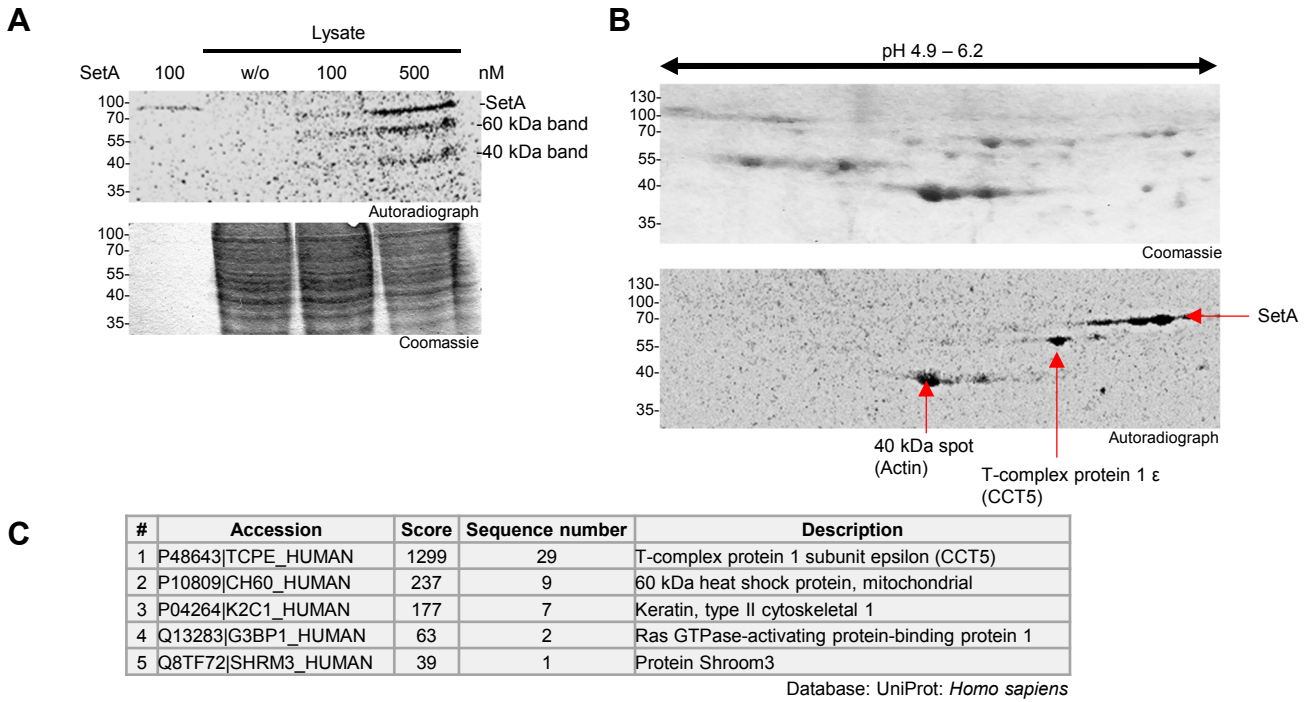 A
Lysate
SetA 100 w/o 100 500 nM
100-
70-
55-
40-
35-
-SetA
-60 kDa band
-40 kDa band
Autoradiograph
100-
70-
55-
40-
35-
Coomassie
B
pH 4.9 – 6.2
130-
100-
70-
55-
40-
35-
Coomassie
130-
100-
70-
55-
40-
35-
SetA
Autoradiograph
40 kDa spot
(Actin)
T-complex protein 1 ε
(CCT5)
C
# Accession Score Sequence number Description
1 P48643|TCPE_HUMAN 1299 29 T-complex protein 1 subunit epsilon (CCT5)
2 P10809|CH60_HUMAN 237 9 60 kDa heat shock protein, mitochondrial
3 P04264|K2C1_HUMAN 177 7 Keratin, type II cytoskeletal 1
4 Q13283|G3BP1_HUMAN 63 2 Ras GTPase-activating protein-binding protein 1
5 Q8TF72|SHRM3_HUMAN 39 1 Protein Shroom3
Database: UniProt: Homo sapiens